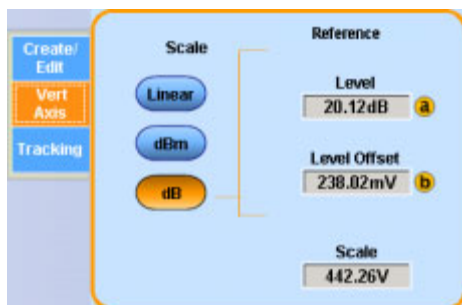 Create/
Edit
Vert
Axis
Tracking
Scale
Linear
dBm
dB
Reference
Level
20.12dB
a
Level Offset
238.02mV
b
Scale
442.26V